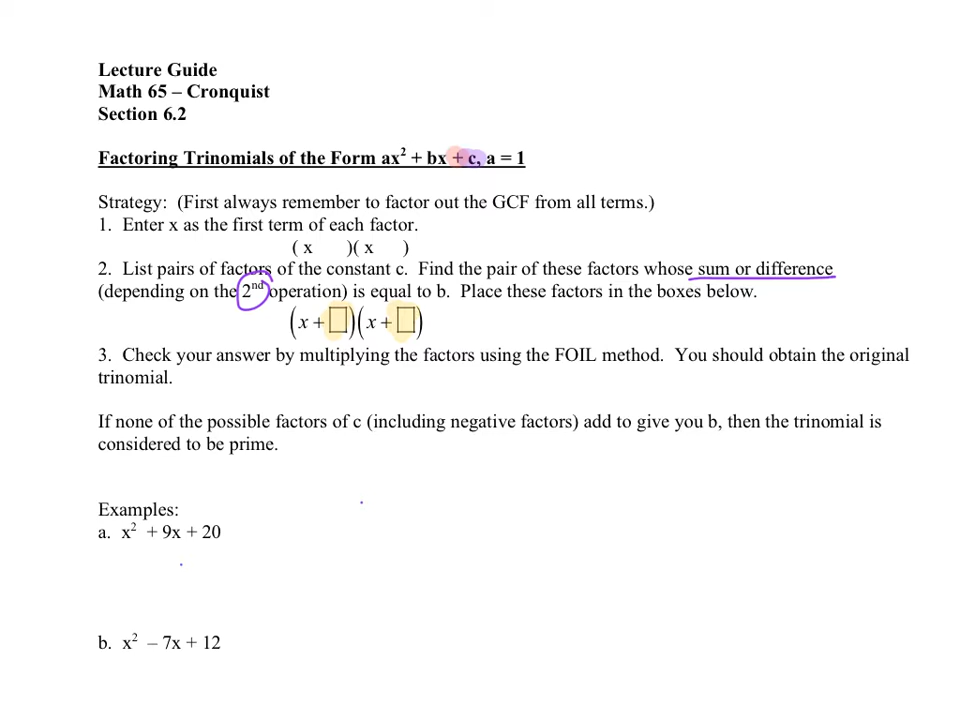 Lecture Guide
Math 65 – Cronquist
Section 6.2
Factoring Trinomials of the Form ax² + bx + c, a = 1
Strategy: (First always remember to factor out the GCF from all terms.)
1. Enter x as the first term of each factor.
( x )( x )
2. List pairs of factors of the constant c. Find the pair of these factors whose sum or difference
(depending on the 2nd operation) is equal to b. Place these factors in the boxes below.
(x + □)(x + □)
3. Check your answer by multiplying the factors using the FOIL method. You should obtain the original
trinomial.
If none of the possible factors of c (including negative factors) add to give you b, then the trinomial is
considered to be prime.
Examples:
a. x² + 9x + 20
b. x² – 7x + 12